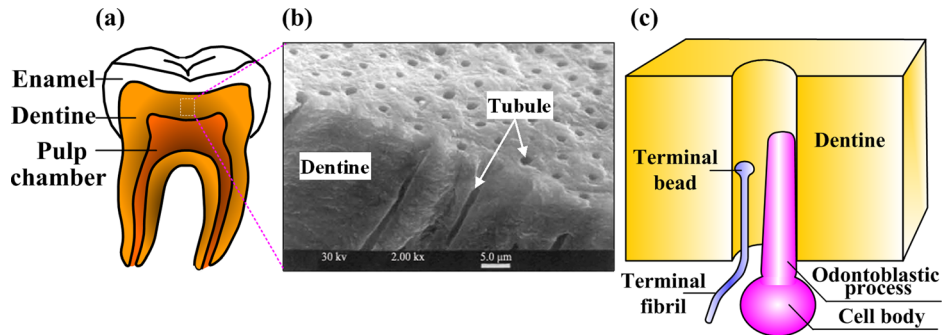 (a)
Enamel
Dentine
Pulp
chamber
(b)
Tubule
Dentine
30 kv 2.00 kx 5.0 μm
(c)
Terminal
bead
Dentine
Terminal
fibril
Odontoblastic
process
Cell body